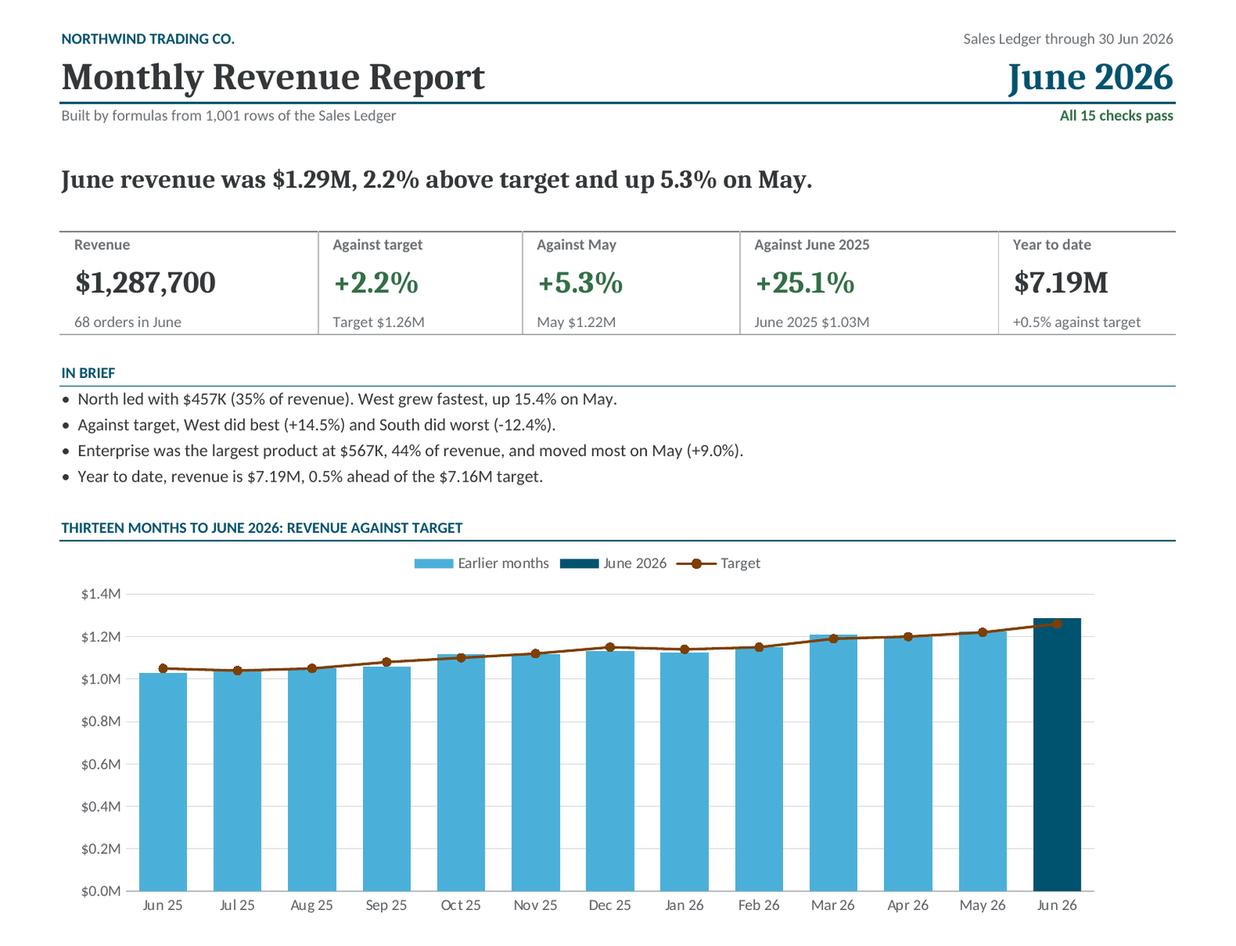 NORTHWIND TRADING CO.
Sales Ledger through 30 Jun 2026
Monthly Revenue Report
June 2026
Built by formulas from 1,001 rows of the Sales Ledger
All 15 checks pass
June revenue was $1.29M, 2.2% above target and up 5.3% on May.
Revenue
Against target
Against May
Against June 2025
Year to date
$1,287,700
+2.2%
+5.3%
+25.1%
$7.19M
68 orders in June
Target $1.26M
May $1.22M
June 2025 $1.03M
+0.5% against target
IN BRIEF
• North led with $457K (35% of revenue). West grew fastest, up 15.4% on May.
• Against target, West did best (+14.5%) and South did worst (-12.4%).
• Enterprise was the largest product at $567K, 44% of revenue, and moved most on May (+9.0%).
• Year to date, revenue is $7.19M, 0.5% ahead of the $7.16M target.
THIRTEEN MONTHS TO JUNE 2026: REVENUE AGAINST TARGET
Earlier months
June 2026
Target
$1.4M
$1.2M
$1.0M
$0.8M
$0.6M
$0.4M
$0.2M
$0.0M
Jun 25
Jul 25
Aug 25
Sep 25
Oct 25
Nov 25
Dec 25
Jan 26
Feb 26
Mar 26
Apr 26
May 26
Jun 26